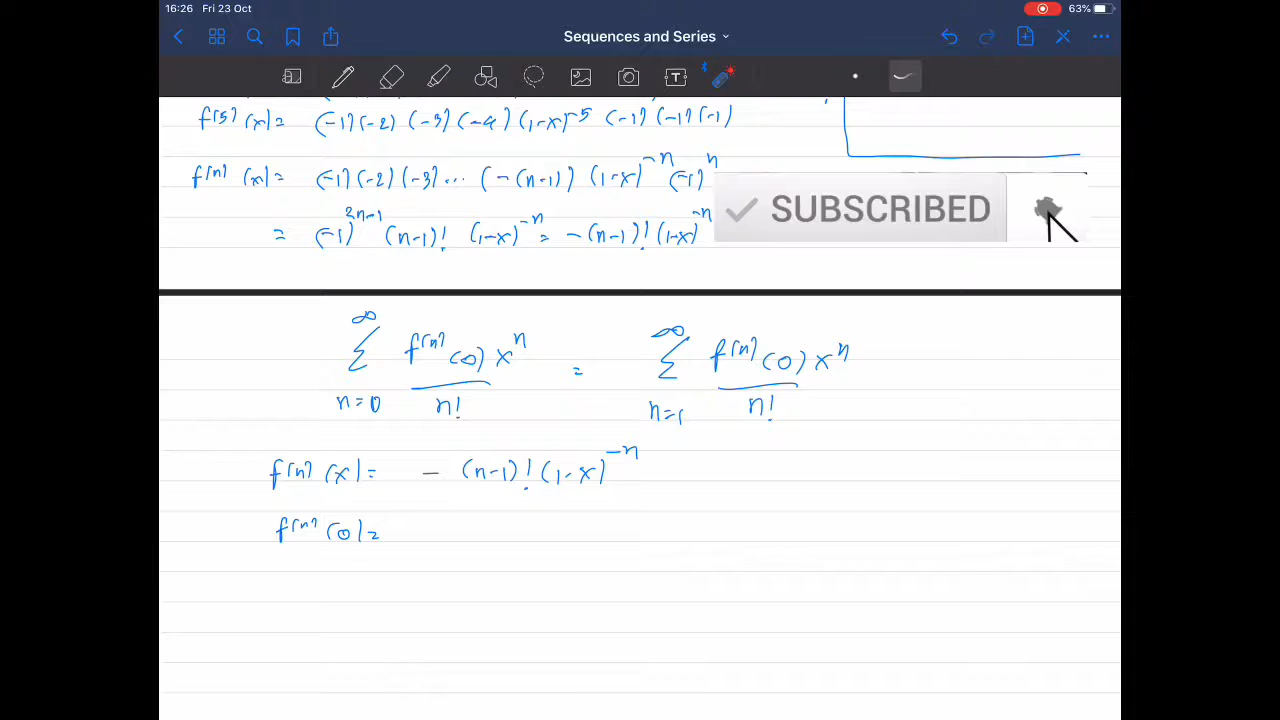 16:26 Fri 23 Oct 63%
Sequences and Series
T
f⁽⁵⁾(x) = (-1)(-2)(-3)(-4)(1-x)⁻⁵(-1)(-1)(-1)
f⁽ⁿ⁾(x) = (-1)(-2)(-3)...(-(n-1))(1-x)⁻ⁿ(-1)ⁿ
= (-1)²ⁿ⁻¹(n-1)!(1-x)⁻ⁿ = -(n-1)!(1-x)⁻ⁿ
SUBSCRIBED
∞ ∑ n=0 f⁽ⁿ⁾(0)xⁿ / n! = ∞ ∑ n=1 f⁽ⁿ⁾(0)xⁿ / n!
f⁽ⁿ⁾(x) = -(n-1)!(1-x)⁻ⁿ
f⁽ⁿ⁾(0) =